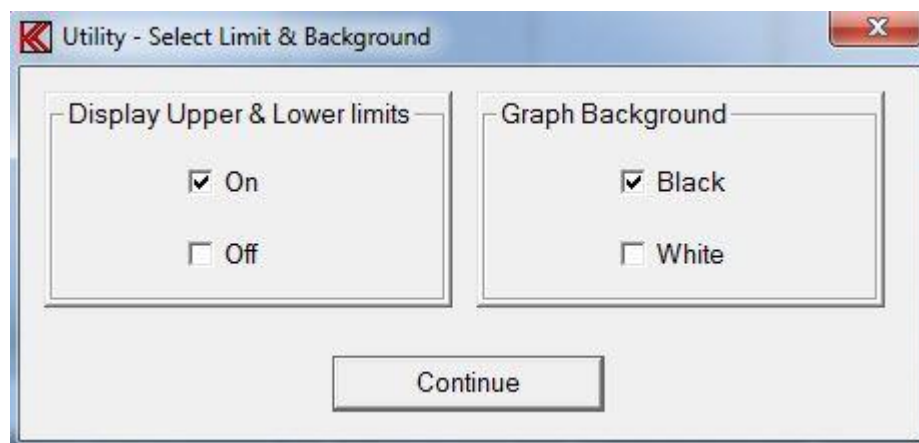 Utility - Select Limit & Background
Display Upper & Lower limits
On
Off
Graph Background
Black
White
Continue